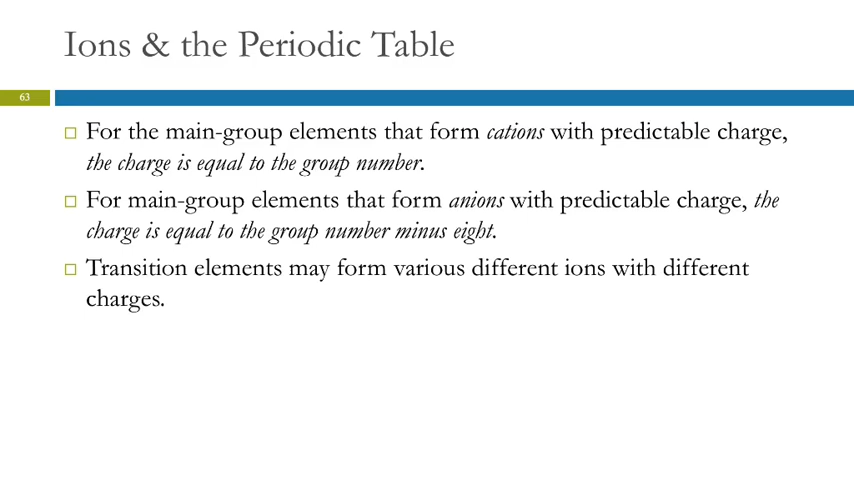 Ions & the Periodic Table
63
For the main-group elements that form cations with predictable charge,
the charge is equal to the group number.
For main-group elements that form anions with predictable charge, the
charge is equal to the group number minus eight.
Transition elements may form various different ions with different
charges.